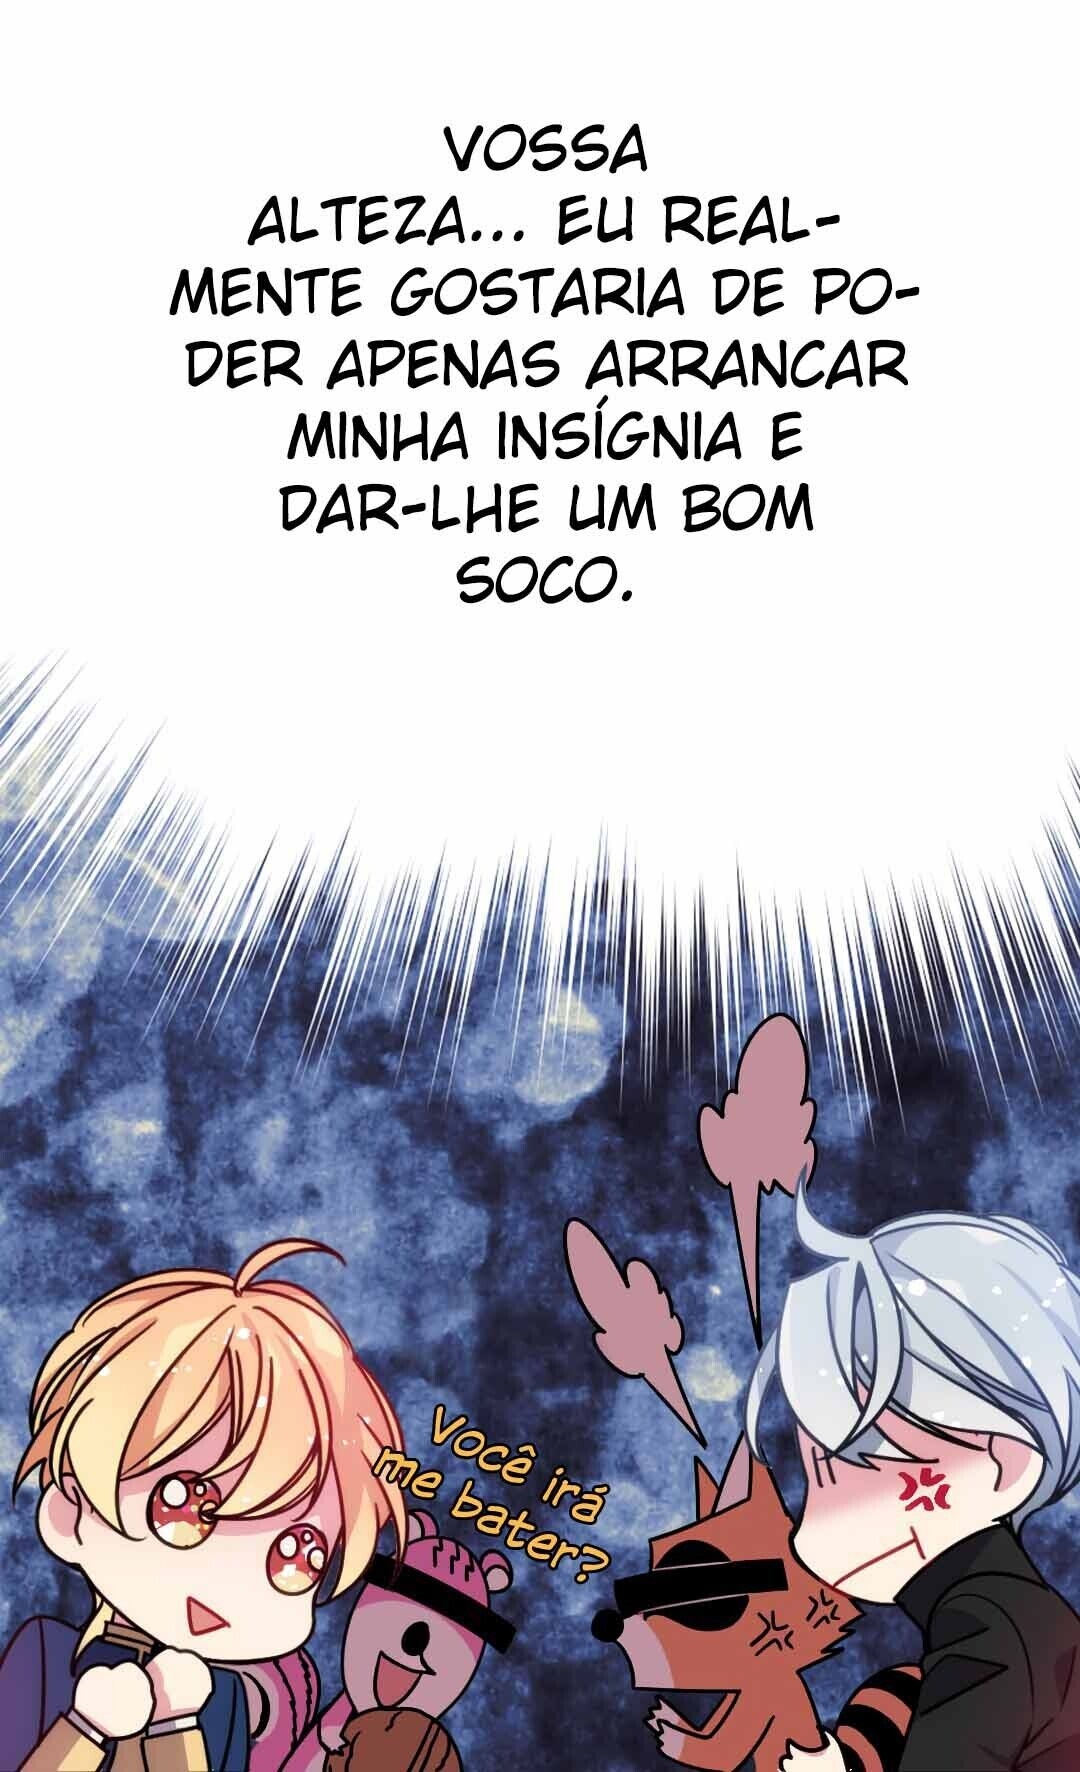 VOSSA
ALTEZA... EU REAL-
MENTE GOSTARIA DE PO-
DER APENAS ARRANCAR
MINHA INSÍGNIA E
DAR-LHE UM BOM
SOCO.
Você irá
me bater?